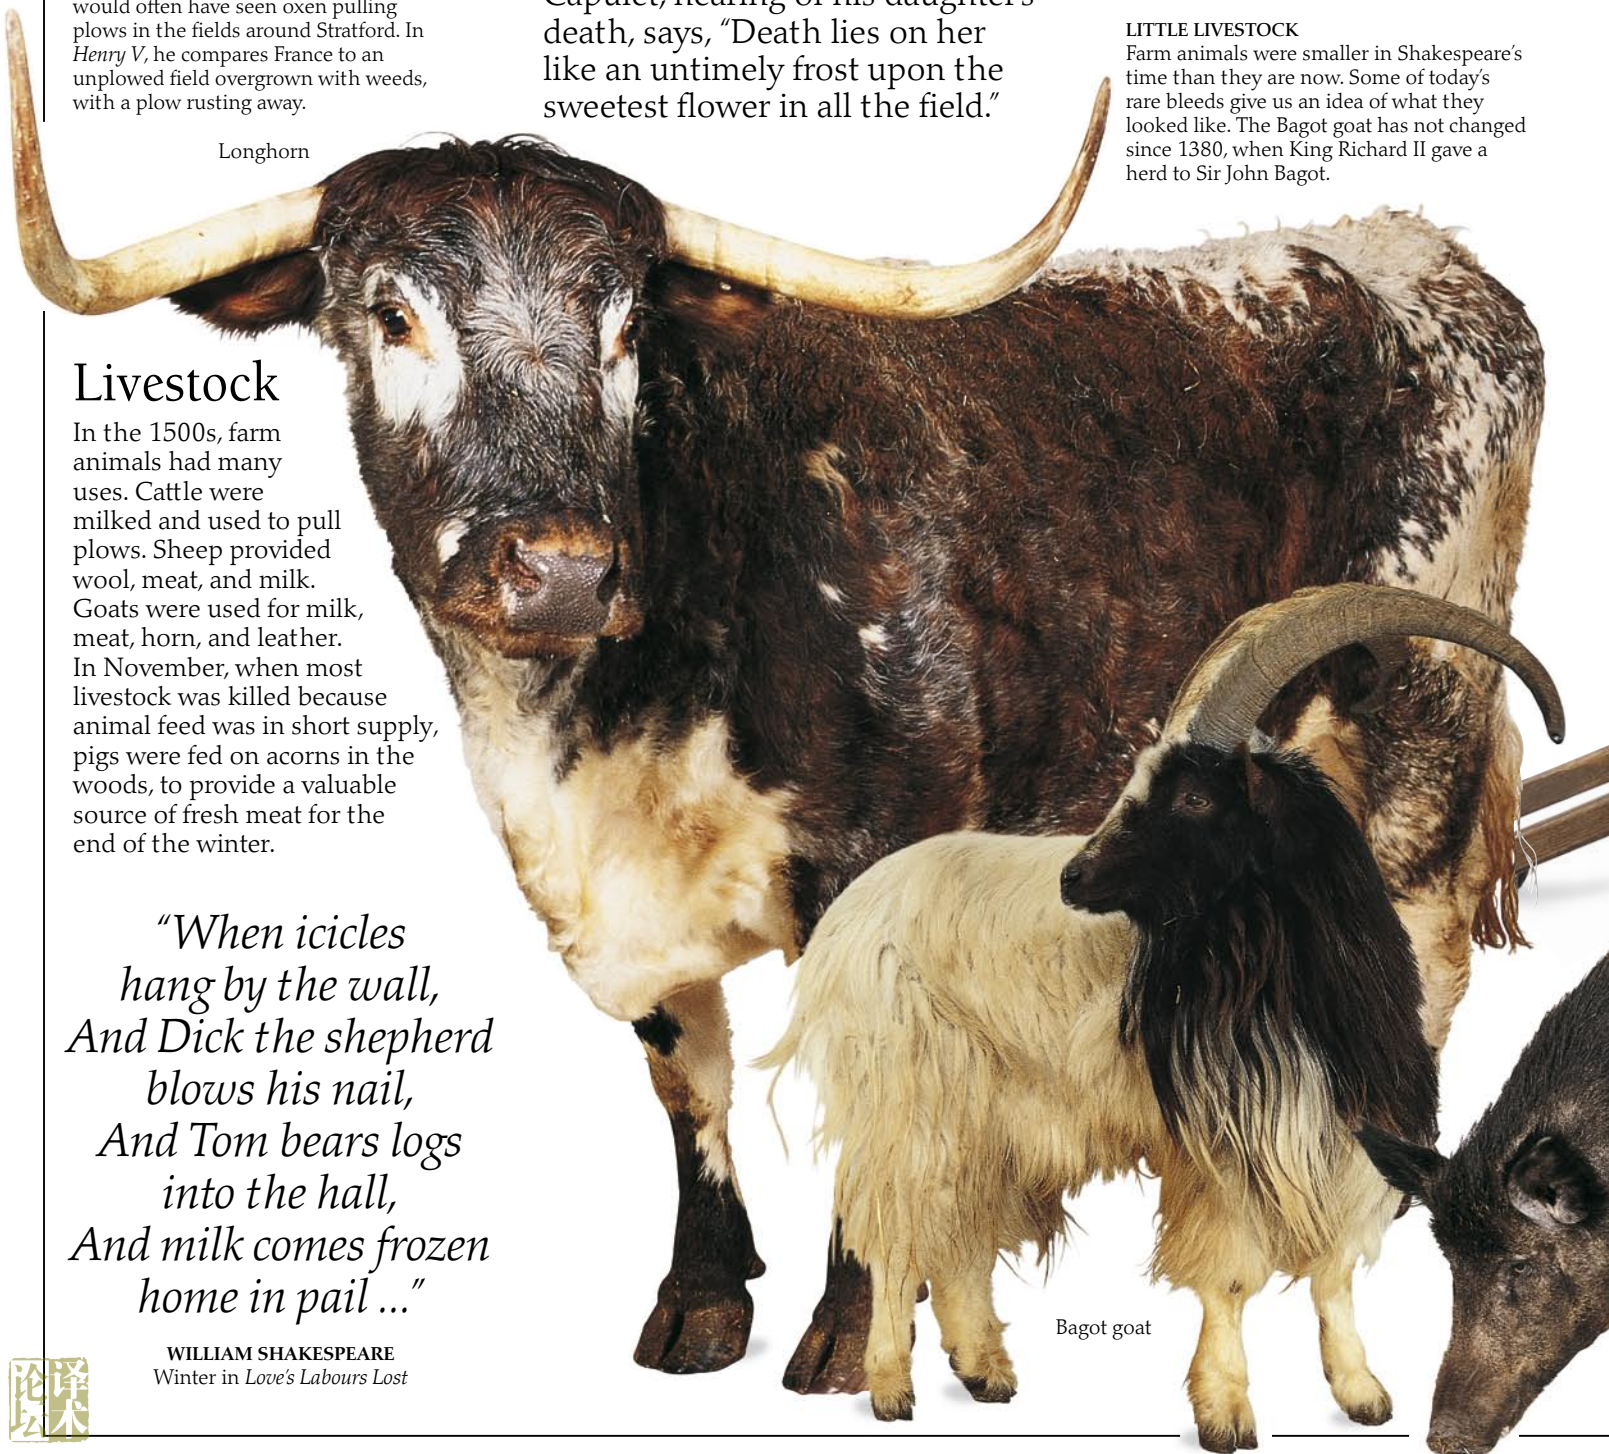 would often have seen oxen pulling
plows in the fields around Stratford. In
Henry V, he compares France to an
unplowed field overgrown with weeds,
with a plow rusting away.
Capulet, hearing of his daughter's
death, says, “Death lies on her
like an untimely frost upon the
sweetest flower in all the field.”
LITTLE LIVESTOCK
Farm animals were smaller in Shakespeare's
time than they are now. Some of today's
rare bleeds give us an idea of what they
looked like. The Bagot goat has not changed
since 1380, when King Richard II gave a
herd to Sir John Bagot.
Longhorn
Livestock
In the 1500s, farm
animals had many
uses. Cattle were
milked and used to pull
plows. Sheep provided
wool, meat, and milk.
Goats were used for milk,
meat, horn, and leather.
In November, when most
livestock was killed because
animal feed was in short supply,
pigs were fed on acorns in the
woods, to provide a valuable
source of fresh meat for the
end of the winter.
“When icicles
hang by the wall,
And Dick the shepherd
blows his nail,
And Tom bears logs
into the hall,
And milk comes frozen
home in pail ...”
WILLIAM SHAKESPEARE
Winter in Love's Labours Lost
Bagot goat
译术
论坛